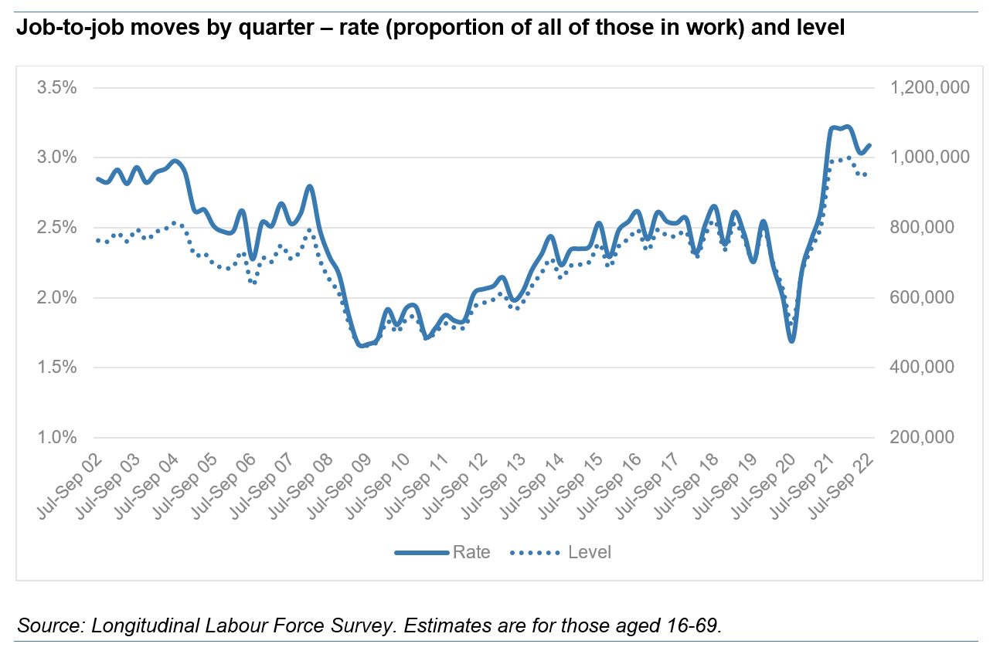 Job-to-job moves by quarter – rate (proportion of all of those in work) and level
3.5%
3.0%
2.5%
2.0%
1.5%
1.0%
1,200,000
1,000,000
800,000
600,000
400,000
200,000
Jul-Sep 02
Jul-Sep 03
Jul-Sep 04
Jul-Sep 05
Jul-Sep 06
Jul-Sep 07
Jul-Sep 08
Jul-Sep 09
Jul-Sep 10
Jul-Sep 11
Jul-Sep 12
Jul-Sep 13
Jul-Sep 14
Jul-Sep 15
Jul-Sep 16
Jul-Sep 17
Jul-Sep 18
Jul-Sep 19
Jul-Sep 20
Jul-Sep 21
Jul-Sep 22
Rate
Level
Source: Longitudinal Labour Force Survey. Estimates are for those aged 16-69.